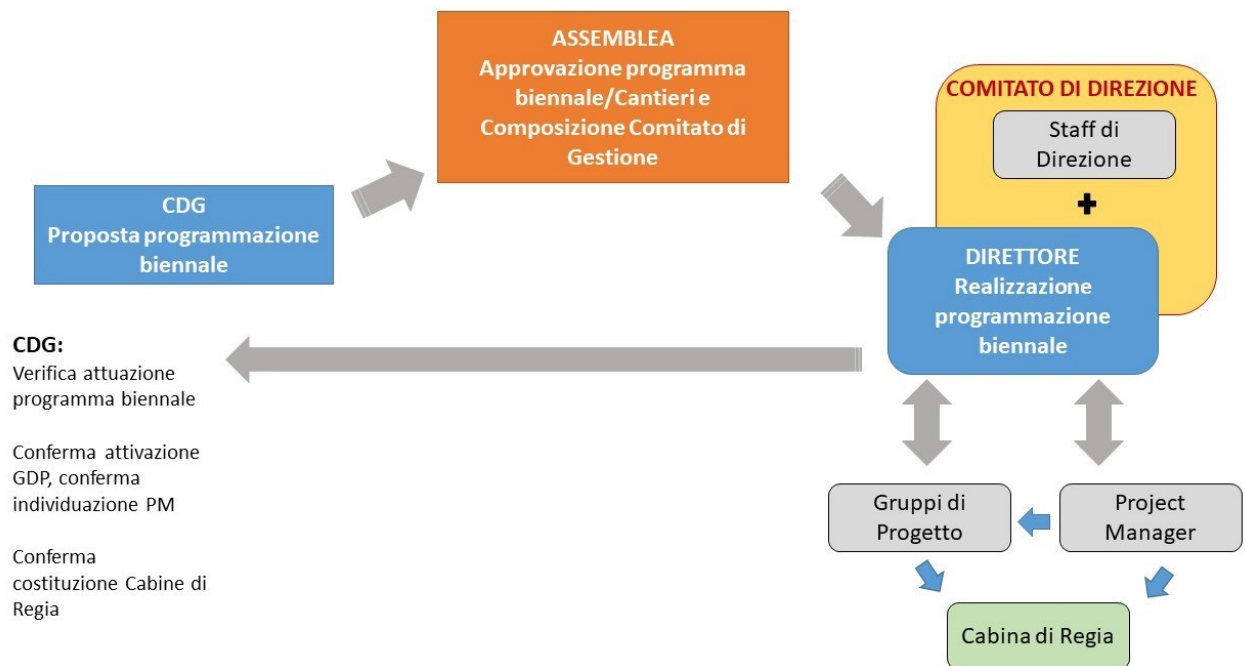 ASSEMBLEA
Approvazione programma
biennale/Cantieri e
Composizione Comitato di
Gestione
COMITATO DI DIREZIONE
Staff di
Direzione
+
CDG
Proposta programmazione
biennale
DIRETTORE
Realizzazione
programmazione
biennale
CDG:
Verifica attuazione
programma biennale
Conferma attivazione
GDP, conferma
individuazione PM
Conferma
costituzione Cabine di
Regia
Gruppi di
Progetto
Project
Manager
Cabina di Regia